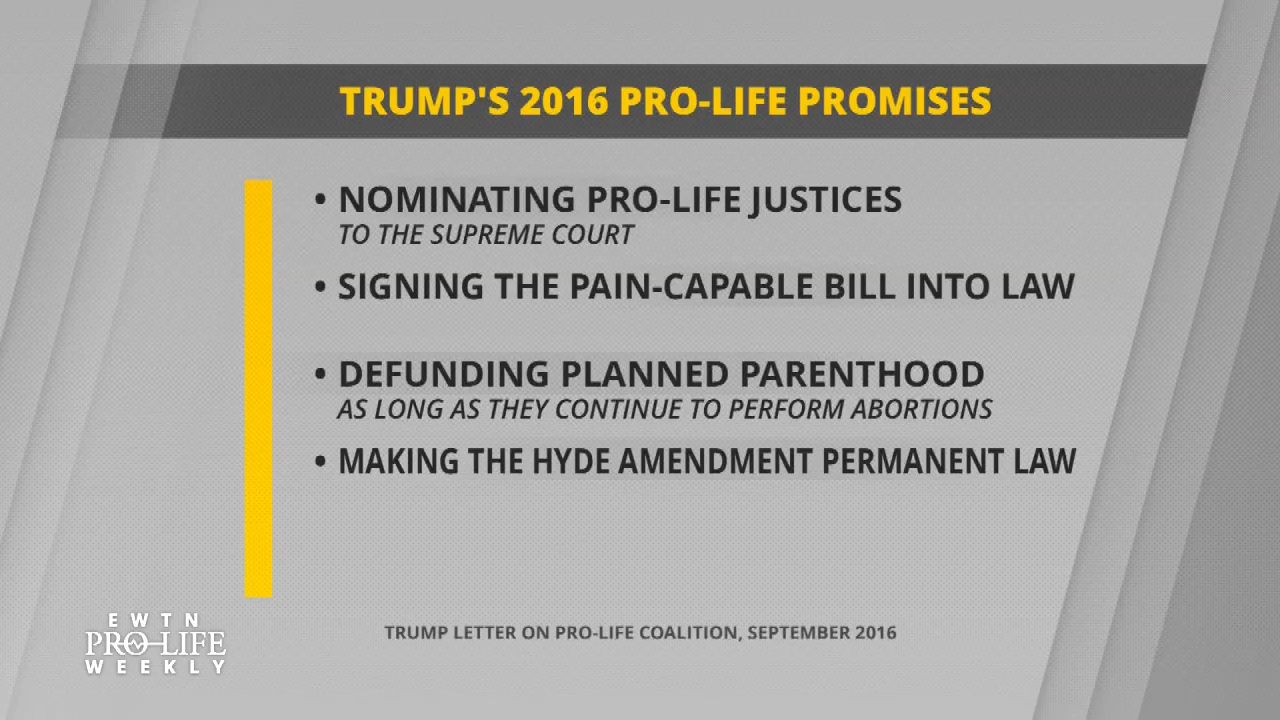 TRUMP'S 2016 PRO-LIFE PROMISES
• NOMINATING PRO-LIFE JUSTICES
TO THE SUPREME COURT
• SIGNING THE PAIN-CAPABLE BILL INTO LAW
• DEFUNDING PLANNED PARENTHOOD
AS LONG AS THEY CONTINUE TO PERFORM ABORTIONS
• MAKING THE HYDE AMENDMENT PERMANENT LAW
TRUMP LETTER ON PRO-LIFE COALITION, SEPTEMBER 2016
EWTN
PRO-LIFE
WEEKLY